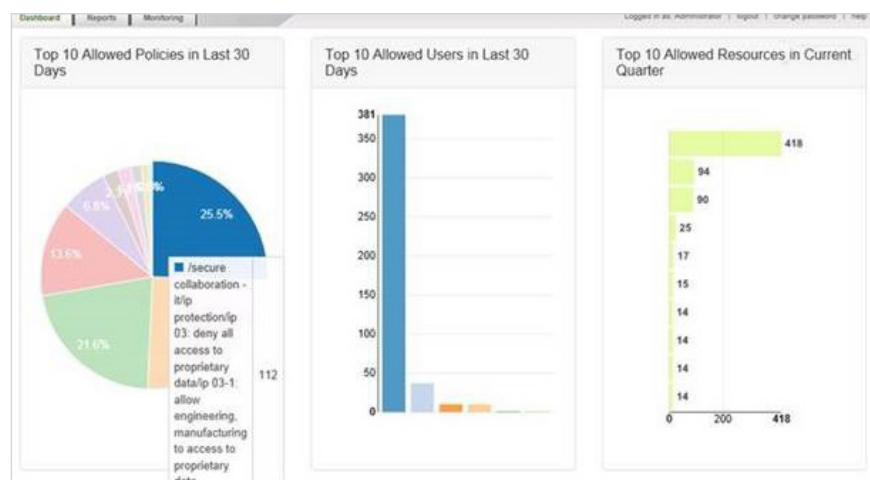 Dashboard Reports Monitoring
Logged in as: Administrator | logout | change password | help
Top 10 Allowed Policies in Last 30
Days
25.5%
6.8%
13.6%
21.6%
/secure
collaboration -
it/ip
protection/ip
03: deny all
access to
proprietary
data/ip 03-1:
allow
engineering,
manufacturing
to access to
proprietary
112
Top 10 Allowed Users in Last 30
Days
381
350
300
250
200
150
100
50
0
Top 10 Allowed Resources in Current
Quarter
418
94
90
25
17
15
14
14
14
14
0 200 418